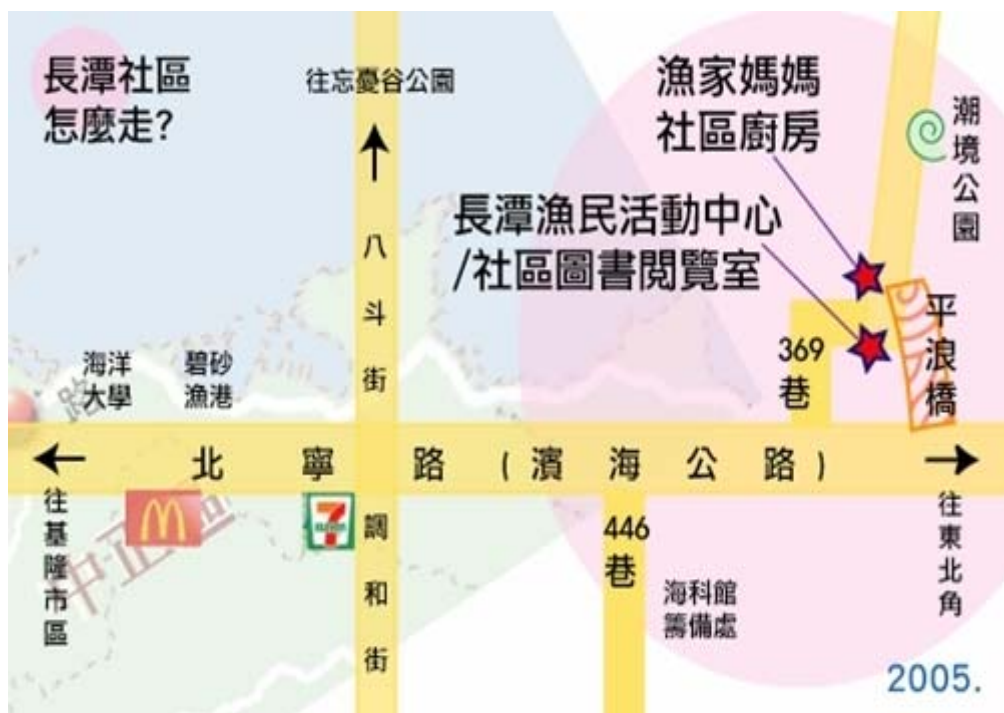 長潭社區
怎麼走?
往忘憂谷公園
漁家媽媽
社區廚房
潮境公園
長潭漁民活動中心
/社區圖書閱覽室
八斗街
平浪橋
369
巷
海洋
大學
碧砂
漁港
路
北寧路(濱海公路)
往基隆市區
中正區
調和街
446
巷
海科館
籌備處
往東北角
2005.